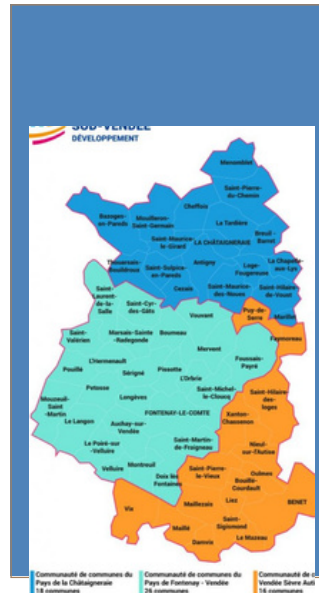 SUD-VENDÉE
DÉVELOPPEMENT
Menomblet
Saint-Pierre-
du-Chemin
Cheffois
Bazoges-
en-Pareds
Mouilleron-
Saint-Germain
La Tardière
Breuil -
Barret
Saint-Maurice-
le-Girard
LA CHÂTAIGNERAIE
La Chapelle-
aux-Lys
Thouarsais-
Bouildroux
Saint-Sulpice-
en-Pareds
Antigny
Loge-
Fougereuse
Cezais
Saint-Maurice-
des-Noues
Saint-Hilaire-
de-Voust
Marillet
Saint-
Laurent-
de-la-
Salle
Saint-Cyr-
des-Gâts
Vouvant
Puy-de-
Serre
Faymoreau
Saint-
Valérien
Marsais-Sainte
-Radegonde
Bourneau
Mervent
Foussais-
Payré
L'Hermenault
Pouillé
Sérigné
Pissotte
L'Orbrie
Petosse
Saint-Michel-
le-Cloucq
Saint-Hilaire-
des-
loges
Mouzeuil-
Saint
-Martin
Longèves
FONTENAY-LE-COMTE
Xanton-
Chassenon
Le Langon
Auchay-sur-
Vendée
Saint-Martin-
de-Fraigneau
Nieul-
sur-l'Autise
Le Poiré-sur
-Velluire
Velluire
Montreuil
Doix les
Fontaines
Saint-Pierre-
le-Vieux
Oulmes
Bouillé-
Courdault
Vix
Maillezais
Liez
BENET
Maillé
Saint-
Sigismond
Le Mazeau
Damvix
Communauté de communes du
Pays de la Châtaigneraie
18 communes
Communauté de communes du
Pays de Fontenay - Vendée
26 communes
Communauté de c
Vendée Sèvre Auti
16 communes